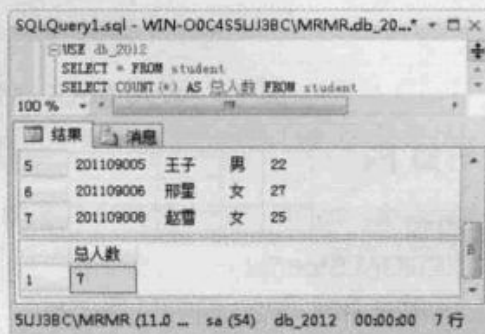 SQLQuery1.sql - WIN-O0C4S5UJ3BC\MRMR.db_20...*
USE db_2012
SELECT * FROM student
SELECT COUNT(*) AS 总人数 FROM student
100 %
结果 消息
5 201109005 王子 男 22
6 201109006 邢星 女 27
7 201109008 赵雪 女 25
总人数
1 7
5UJ3BC\MRMR (11.0 ... sa (54) db_2012 00:00:00 7 行